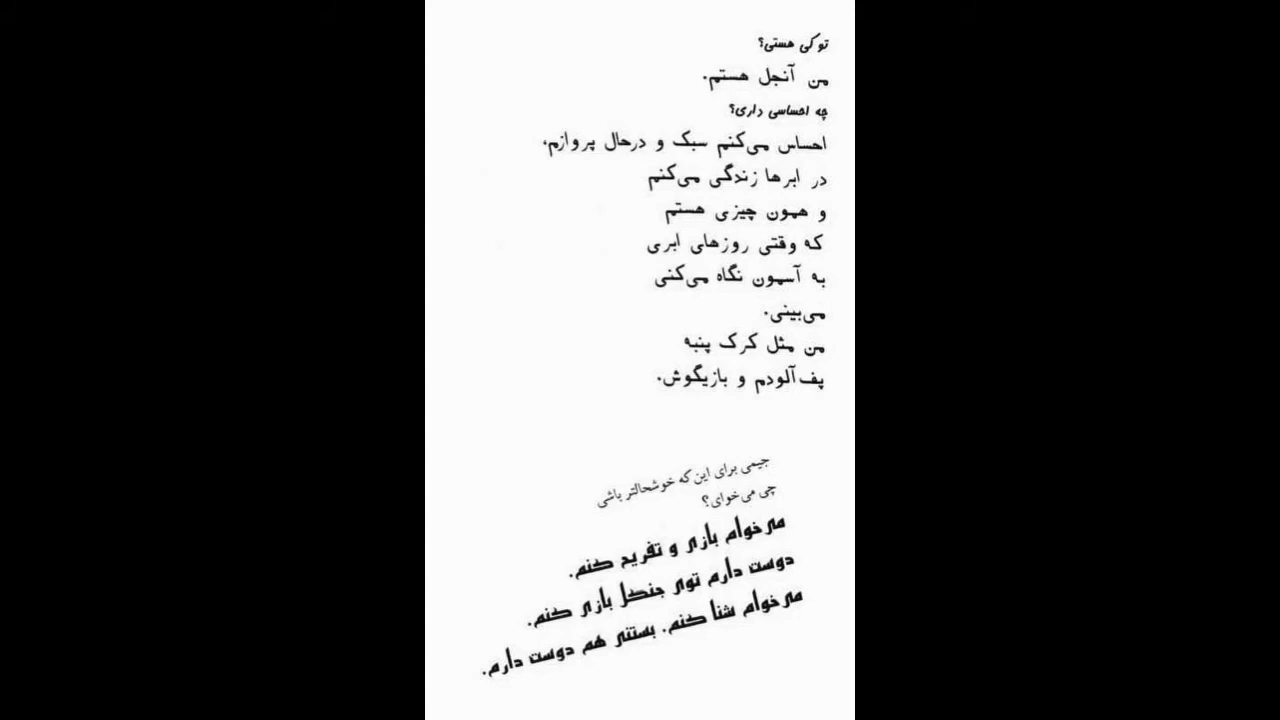 تو کی هستی؟
من آنجل هستم.
چه احساسی داری؟
احساس می‌کنم سبک و درحال پروازم،
در ابرها زندگی می‌کنم
و همون چیزی هستم
که وقتی روزهای ابری
به آسمون نگاه می‌کنی
می‌بینی.
من مثل کرک پنبه
پف‌آلودم و بازیگوش.
جیمی برای این‌که خوشحالتر باشی
چی می‌خوای؟
می‌خوام بازی و تفریح کنم.
دوست دارم توی جنگل بازی کنم.
می‌خوام شنا کنم. بستنی هم دوست دارم.